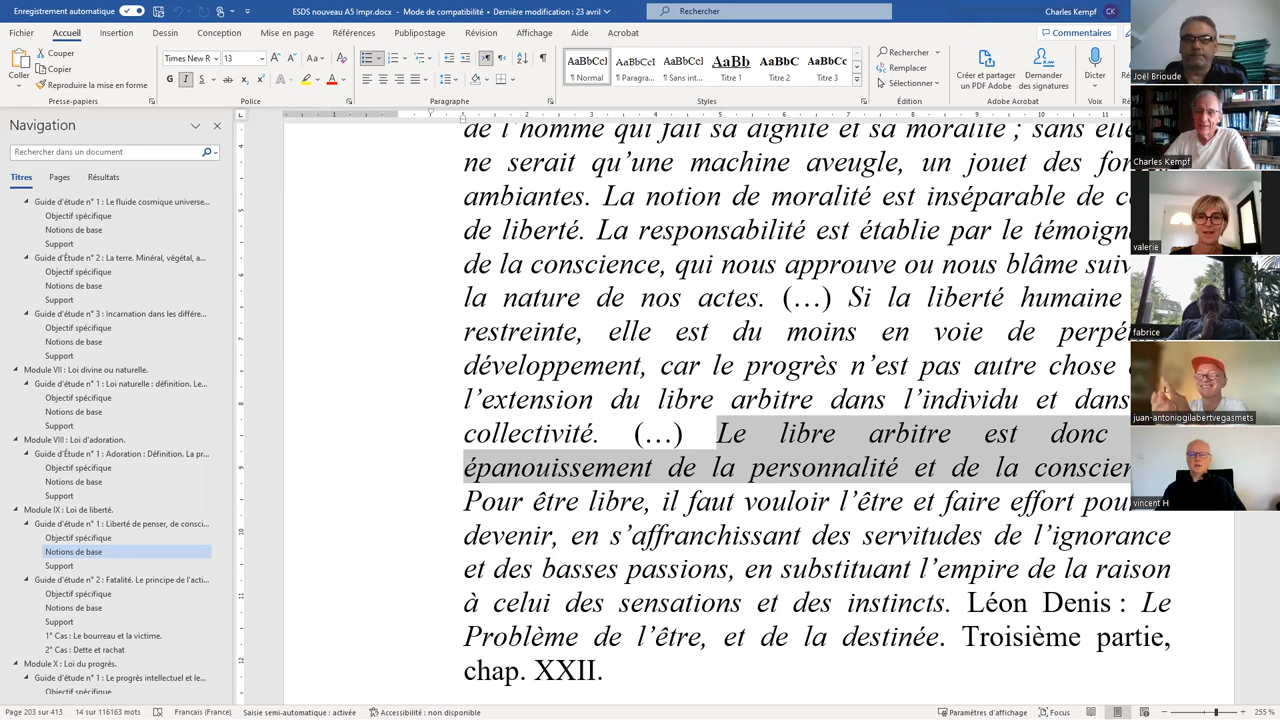 Enregistrement automatique
ESDS nouveau A5 Impr.docx - Mode de compatibilité • Dernière modification : 23 avril
Rechercher
Charles Kempf
CK
Fichier
Accueil
Insertion
Dessin
Conception
Mise en page
Références
Publipostage
Révision
Affichage
Aide
Acrobat
Commentaires
Coller
Couper
Copier
Reproduire la mise en forme
Presse-papiers
Times New R
13
Police
Paragraphe
AaBbCcI
¶ Normal
AaBbCcI
¶ Paragra...
AaBbCcI
¶ Sans int...
AaBb
Titre 1
AaBbC
Titre 2
AaBbCc
Titre 3
Styles
Rechercher
Remplacer
Sélectionner
Édition
Créer et partager
un PDF Adobe
Demander
des signatures
Adobe Acrobat
Dicter
Voix
Navigation
Rechercher dans un document
Titres
Pages
Résultats
Guide d'étude n° 1 : Le fluide cosmique universe...
Objectif spécifique
Notions de base
Support
Guide d'Étude n° 2 : La terre. Minéral, végétal, a...
Objectif spécifique
Notions de base
Support
Guide d'étude n° 3 : Incarnation dans les différe...
Objectif spécifique
Notions de base
Support
Module VII : Loi divine ou naturelle.
Guide d'étude n° 1 : Loi naturelle : définition. Le...
Objectif spécifique
Notions de base
Support
Module VIII : Loi d'adoration.
Guide d'étude n° 1 : Adoration : Définition. La pr...
Objectif spécifique
Notions de base
Support
Module IX : Loi de liberté.
Guide d'étude n° 1 : Liberté de penser, de consci...
Objectif spécifique
Notions de base
Support
Guide d'étude n° 2 : Fatalité. Le principe de l'acti...
Objectif spécifique
Notions de base
Support
1° Cas : Le bourreau et la victime.
2° Cas : Dette et rachat
Module X : Loi du progrès.
Guide d'étude n° 1 : Le progrès intellectuel et le...
Objectif spécifique
de l'homme qui fait sa dignité et sa moralité ; sans elle
ne serait qu'une machine aveugle, un jouet des for
ambiantes. La notion de moralité est inséparable de c
de liberté. La responsabilité est établie par le témoign
de la conscience, qui nous approuve ou nous blâme suiv
la nature de nos actes. (…) Si la liberté humaine
restreinte, elle est du moins en voie de perpé
développement, car le progrès n'est pas autre chose
l'extension du libre arbitre dans l'individu et dans
collectivité. (…) Le libre arbitre est donc
épanouissement de la personnalité et de la conscien
Pour être libre, il faut vouloir l'être et faire effort pou
devenir, en s'affranchissant des servitudes de l'ignorance
et des basses passions, en substituant l'empire de la raison
à celui des sensations et des instincts. Léon Denis : Le
Problème de l'être, et de la destinée. Troisième partie,
chap. XXII.
Joël Brioude
Charles Kempf
valerie
fabrice
juan-antoniogilabertvegasmets
vincent H
Page 203 sur 413
14 sur 116163 mots
Français (France)
Saisie semi-automatique : activée
Accessibilité : non disponible
Paramètres d'affichage
Focus
255 %